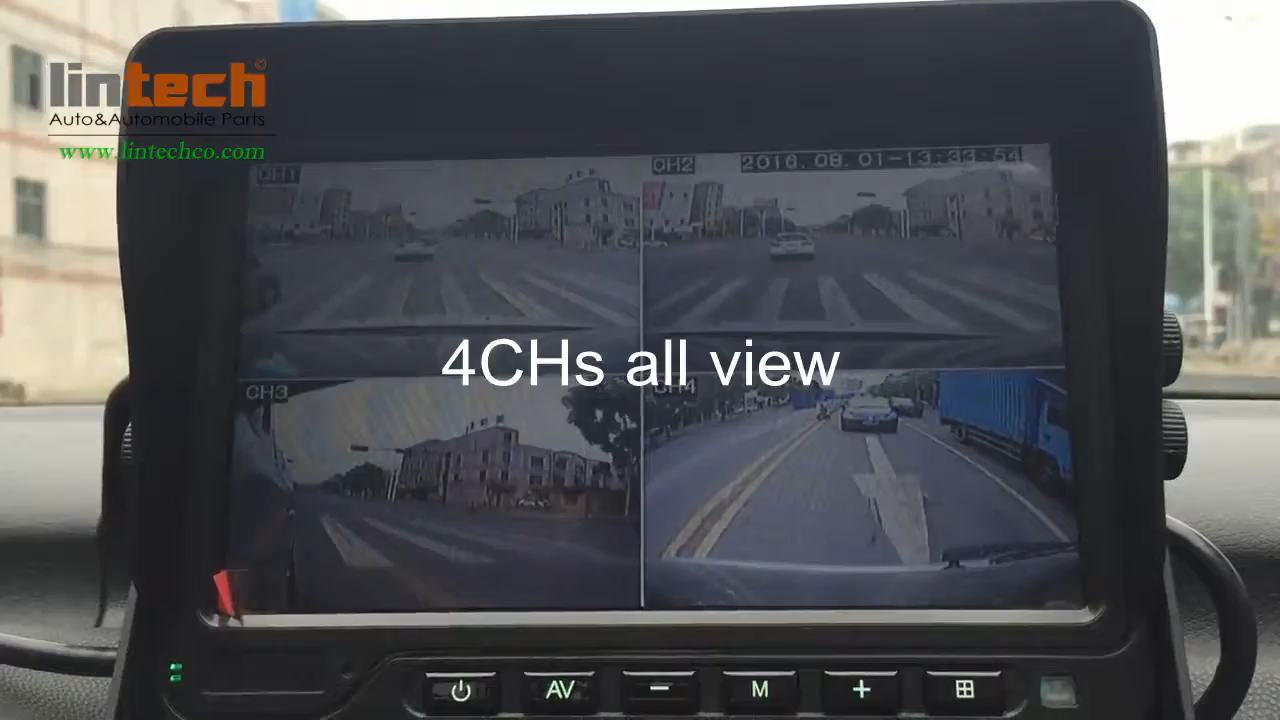 lintech©
Auto&Automobile Parts
www.lintechco.com
CH1
CH2 2016.08.01-13:33:54
4CHs all view
CH3
CH4
AV
M